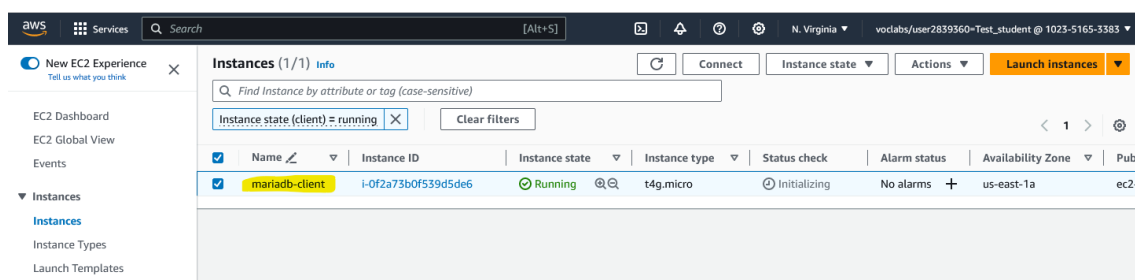 aws Services Search [Alt+S] N. Virginia ▼ voclabs/user2839360=Test_student @ 1023-5165-3383 ▼
New EC2 Experience
Tell us what you think
EC2 Dashboard
EC2 Global View
Events
▼ Instances
Instances
Instance Types
Launch Templates
Instances (1/1) Info
Connect Instance state ▼ Actions ▼ Launch instances ▼
Find Instance by attribute or tag (case-sensitive)
Instance state (client) = running X Clear filters
< 1 >
Name Instance ID Instance state Instance type Status check Alarm status Availability Zone Pub
mariadb-client i-0f2a73b0f539d5de6 Running t4g.micro Initializing No alarms + us-east-1a ec2-